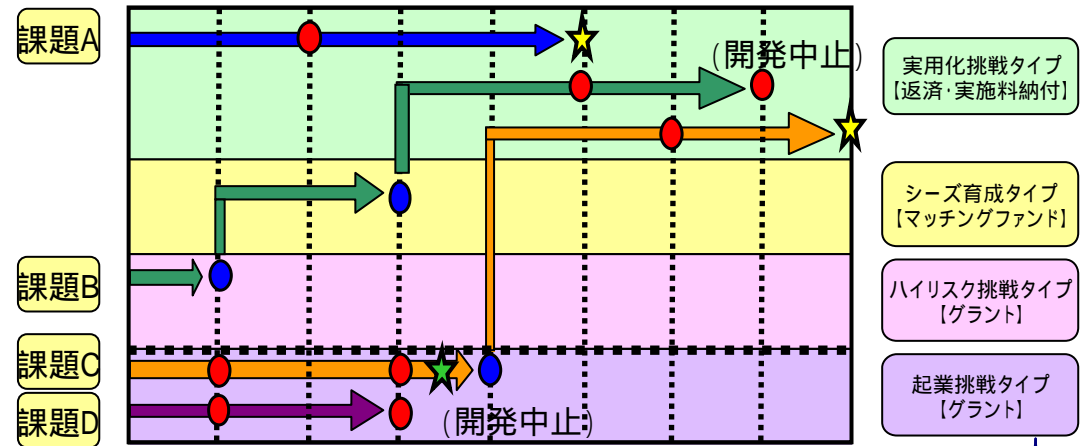 課題A
(開発中止)
実用化挑戦タイプ
【返済･実施料納付】
シーズ育成タイプ
【マッチングファンド】
課題B
ハイリスク挑戦タイプ
【グラント】
課題C
課題D
(開発中止)
起業挑戦タイプ
【グラント】